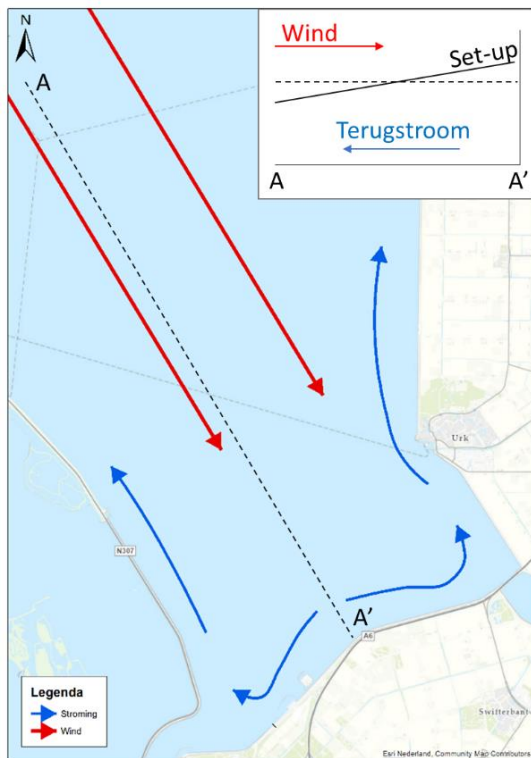 N
A
Wind
Set-up
Terugstroom
A
A'
Urk
N307
A'
A6
Swifterbant
Legenda
Stroming
Wind
Esri Nederland, Community Map Contributors